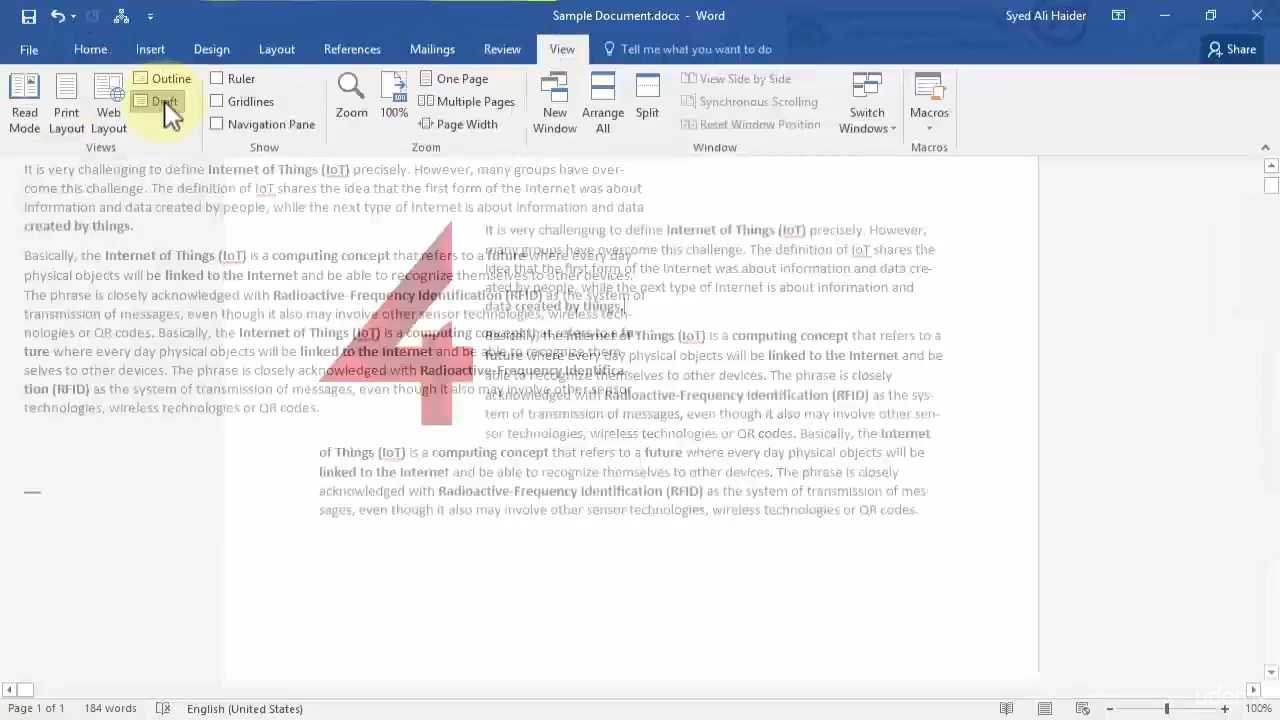 Sample Document.docx - Word
Syed Ali Haider
File Home Insert Design Layout References Mailings Review View Tell me what you want to do Share
Outline
Draft
Read Mode
Print Layout
Web Layout
Views
Ruler
Gridlines
Navigation Pane
Show
Zoom
100%
One Page
Multiple Pages
Page Width
Zoom
New Window
Arrange All
Split
View Side by Side
Synchronous Scrolling
Reset Window Position
Window
Switch Windows
Macros
Macros
It is very challenging to define Internet of Things (IoT) precisely. However, many groups have over-
come this challenge. The definition of IoT shares the idea that the first form of the Internet was about
information and data created by people, while the next type of Internet is about information and data
created by things.
Basically, the Internet of Things (IoT) is a computing concept that refers to a future where every day
physical objects will be linked to the Internet and be able to recognize themselves to other devices.
The phrase is closely acknowledged with Radioactive-Frequency Identification (RFID) as the system of
transmission of messages, even though it also may involve other sensor technologies, wireless tech-
nologies or QR codes. Basically, the Internet of Things (IoT) is a computing concept that refers to a fu-
ture where every day physical objects will be linked to the Internet and be able to recognize them-
selves to other devices. The phrase is closely acknowledged with Radioactive-Frequency Identifica-
tion (RFID) as the system of transmission of messages, even though it also may involve other sensor
technologies, wireless technologies or QR codes.
4
It is very challenging to define Internet of Things (IoT) precisely. However,
many groups have overcome this challenge. The definition of IoT shares the
idea that the first form of the Internet was about information and data cre-
ated by people, while the next type of Internet is about information and
data created by things.
Basically, the Internet of Things (IoT) is a computing concept that refers to a
future where every day physical objects will be linked to the Internet and be
able to recognize themselves to other devices. The phrase is closely
acknowledged with Radioactive-Frequency Identification (RFID) as the sys-
tem of transmission of messages, even though it also may involve other sen-
sor technologies, wireless technologies or QR codes. Basically, the Internet
of Things (IoT) is a computing concept that refers to a future where every day physical objects will be
linked to the Internet and be able to recognize themselves to other devices. The phrase is closely
acknowledged with Radioactive-Frequency Identification (RFID) as the system of transmission of mes-
sages, even though it also may involve other sensor technologies, wireless technologies or QR codes.
udemy
Page 1 of 1 184 words English (United States) 100%